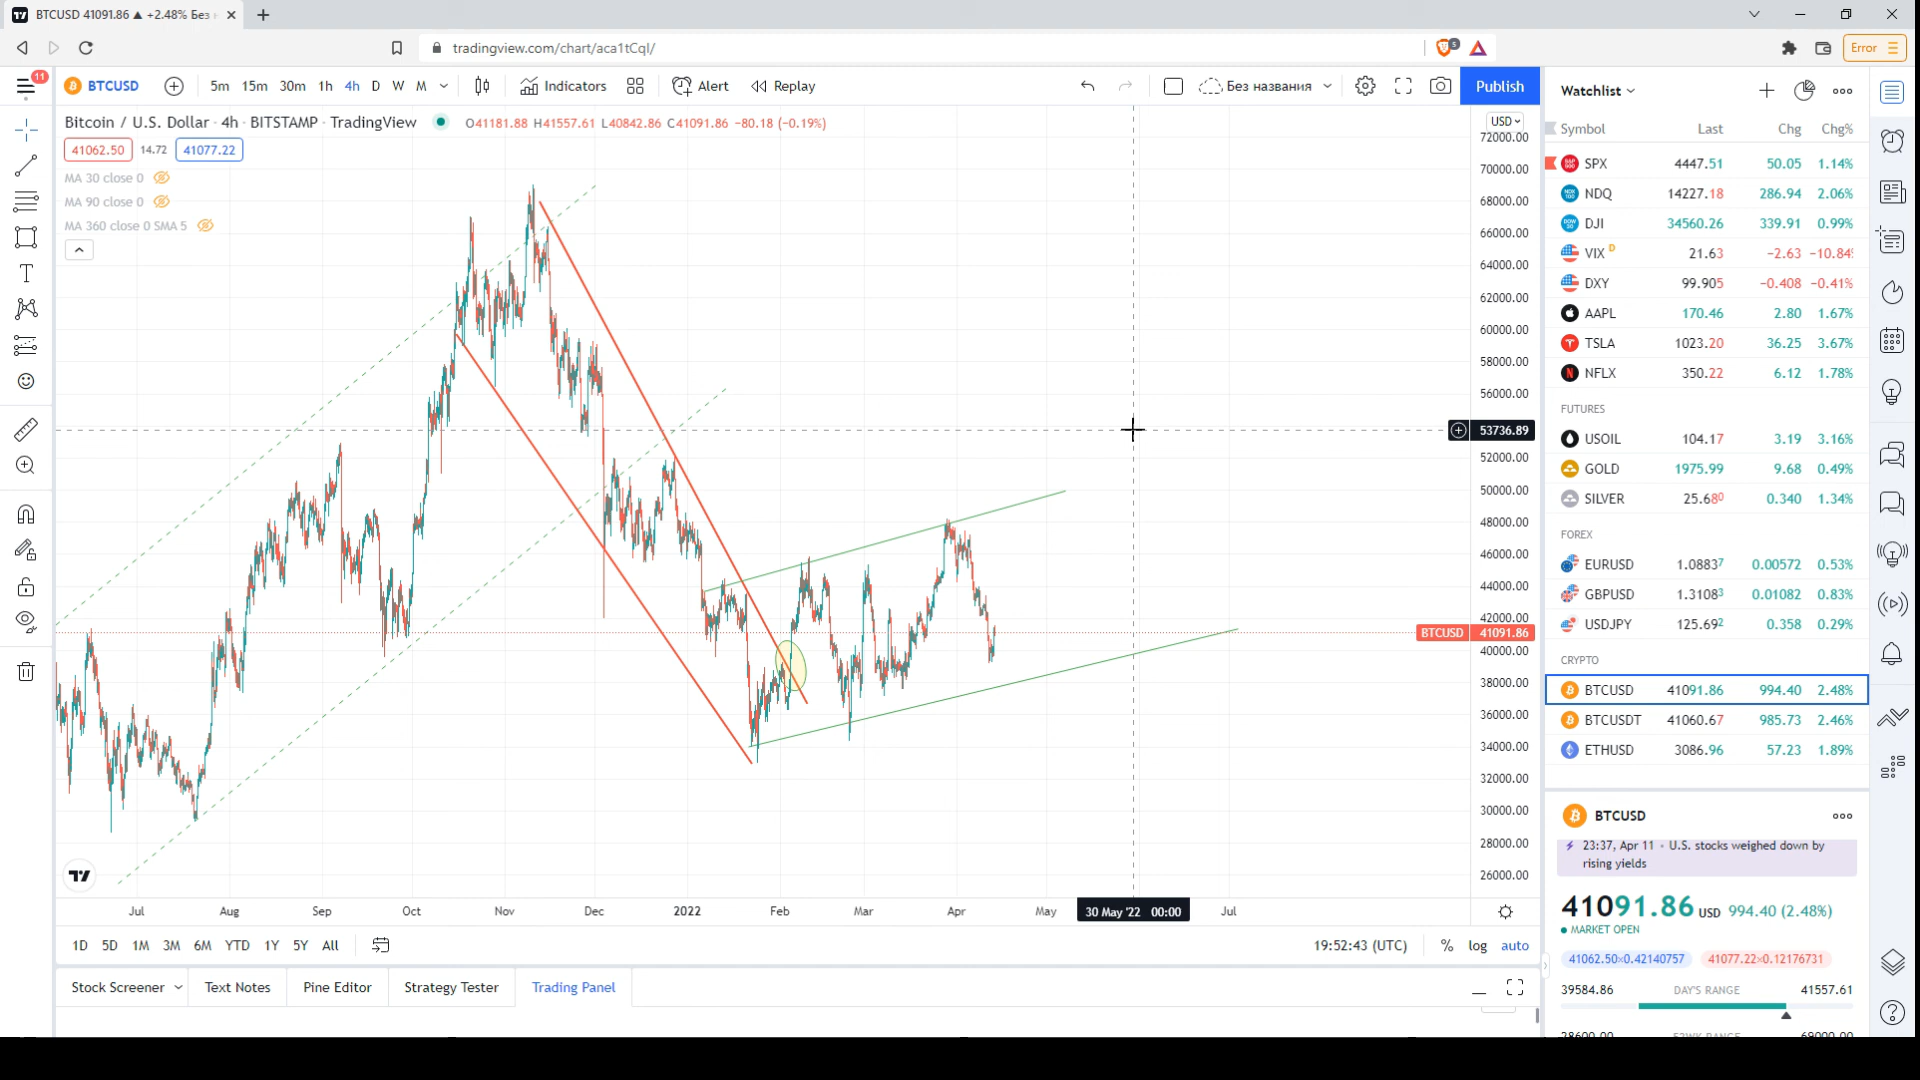 BTCUSD 41091.86 ▲ +2.48% Без
tradingview.com/chart/aca1tCqI/
5
Error
11
BTCUSD
5m 15m 30m 1h 4h D W M
Indicators
Alert
Replay
Без названия
Publish
Bitcoin / U.S. Dollar · 4h · BITSTAMP · TradingView
O41181.88 H41557.61 L40842.86 C41091.86 −80.18 (−0.19%)
41062.50 14.72 41077.22
MA 30 close 0
MA 90 close 0
MA 360 close 0 SMA 5
USD
72000.00
70000.00
68000.00
66000.00
64000.00
62000.00
60000.00
58000.00
56000.00
53736.89
52000.00
50000.00
48000.00
46000.00
44000.00
42000.00
BTCUSD 41091.86
40000.00
38000.00
36000.00
34000.00
32000.00
30000.00
28000.00
26000.00
Jul Aug Sep Oct Nov Dec 2022 Feb Mar Apr May 30 May '22 00:00 Jul
1D 5D 1M 3M 6M YTD 1Y 5Y All
19:52:43 (UTC) % log auto
Stock Screener Text Notes Pine Editor Strategy Tester Trading Panel
Watchlist
Symbol Last Chg Chg%
SPX 4447.51 50.05 1.14%
NDQ 14227.18 286.94 2.06%
DJI 34560.26 339.91 0.99%
VIX D 21.63 −2.63 −10.84
DXY 99.905 −0.408 −0.41%
AAPL 170.46 2.80 1.67%
TSLA 1023.20 36.25 3.67%
NFLX 350.22 6.12 1.78%
FUTURES
USOIL 104.17 3.19 3.16%
GOLD 1975.99 9.68 0.49%
SILVER 25.680 0.340 1.34%
FOREX
EURUSD 1.08837 0.00572 0.53%
GBPUSD 1.31083 0.01082 0.83%
USDJPY 125.692 0.358 0.29%
CRYPTO
BTCUSD 41091.86 994.40 2.48%
BTCUSDT 41060.67 985.73 2.46%
ETHUSD 3086.96 57.23 1.89%
BTCUSD
23:37, Apr 11 • U.S. stocks weighed down by
rising yields
41091.86 USD 994.40 (2.48%)
MARKET OPEN
41062.50×0.42140757 41077.22×0.12176731
39584.86 DAY'S RANGE 41557.61
28600.00 52WK RANGE 69000.00